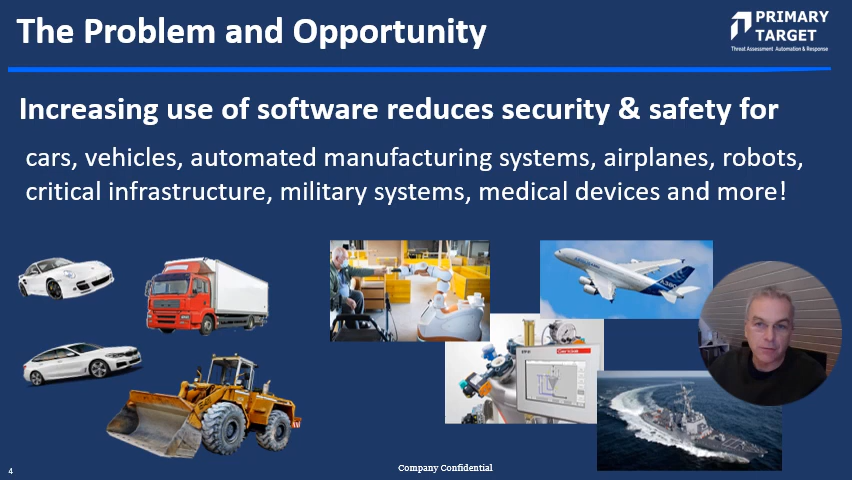 The Problem and Opportunity
PRIMARY
TARGET
Threat Assessment Automation & Response
Increasing use of software reduces security & safety for
cars, vehicles, automated manufacturing systems, airplanes, robots,
critical infrastructure, military systems, medical devices and more!
4
Company Confidential